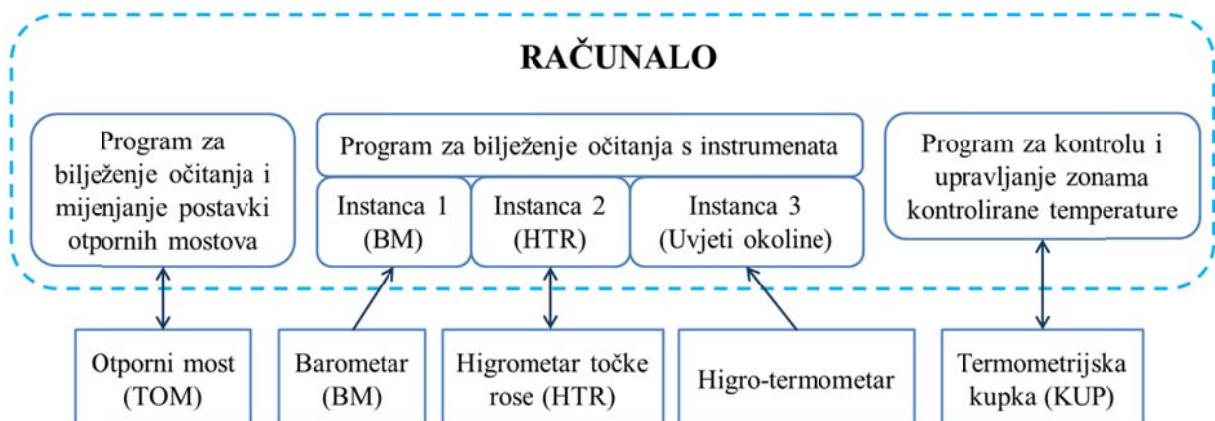 RAČUNALO
Program za
bilježenje očitanja i
mijenjanje postavki
otpornih mostova
Program za bilježenje očitanja s instrumenata
Instanca 1
(BM)
Instanca 2
(HTR)
Instanca 3
(Uvjeti okoline)
Program za kontrolu i
upravljanje zonama
kontrolirane temperature
Otporni most
(TOM)
Barometar
(BM)
Higrometar točke
rose (HTR)
Higro-termometar
Termometrijska
kupka (KUP)